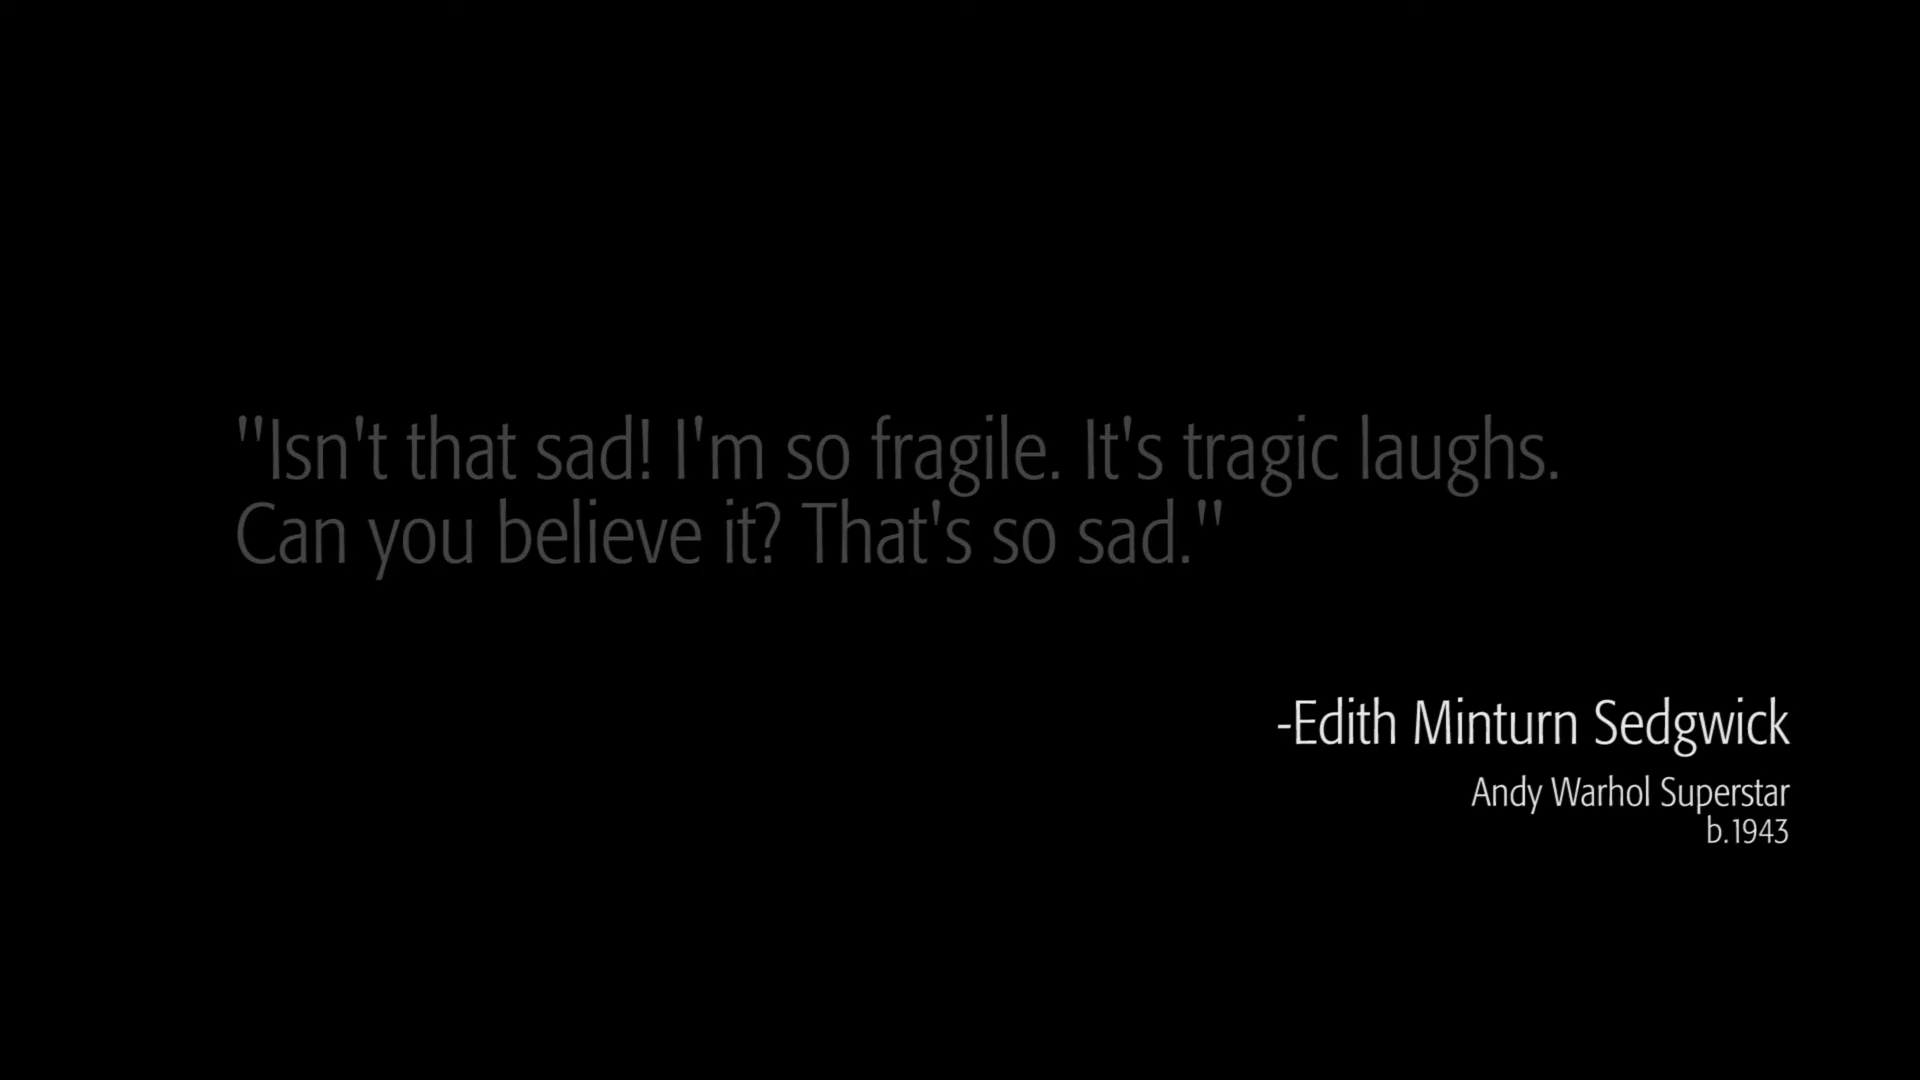 "Isn't that sad! I'm so fragile. It's tragic laughs.
Can you believe it? That's so sad."
-Edith Minturn Sedgwick
Andy Warhol Superstar
b.1943